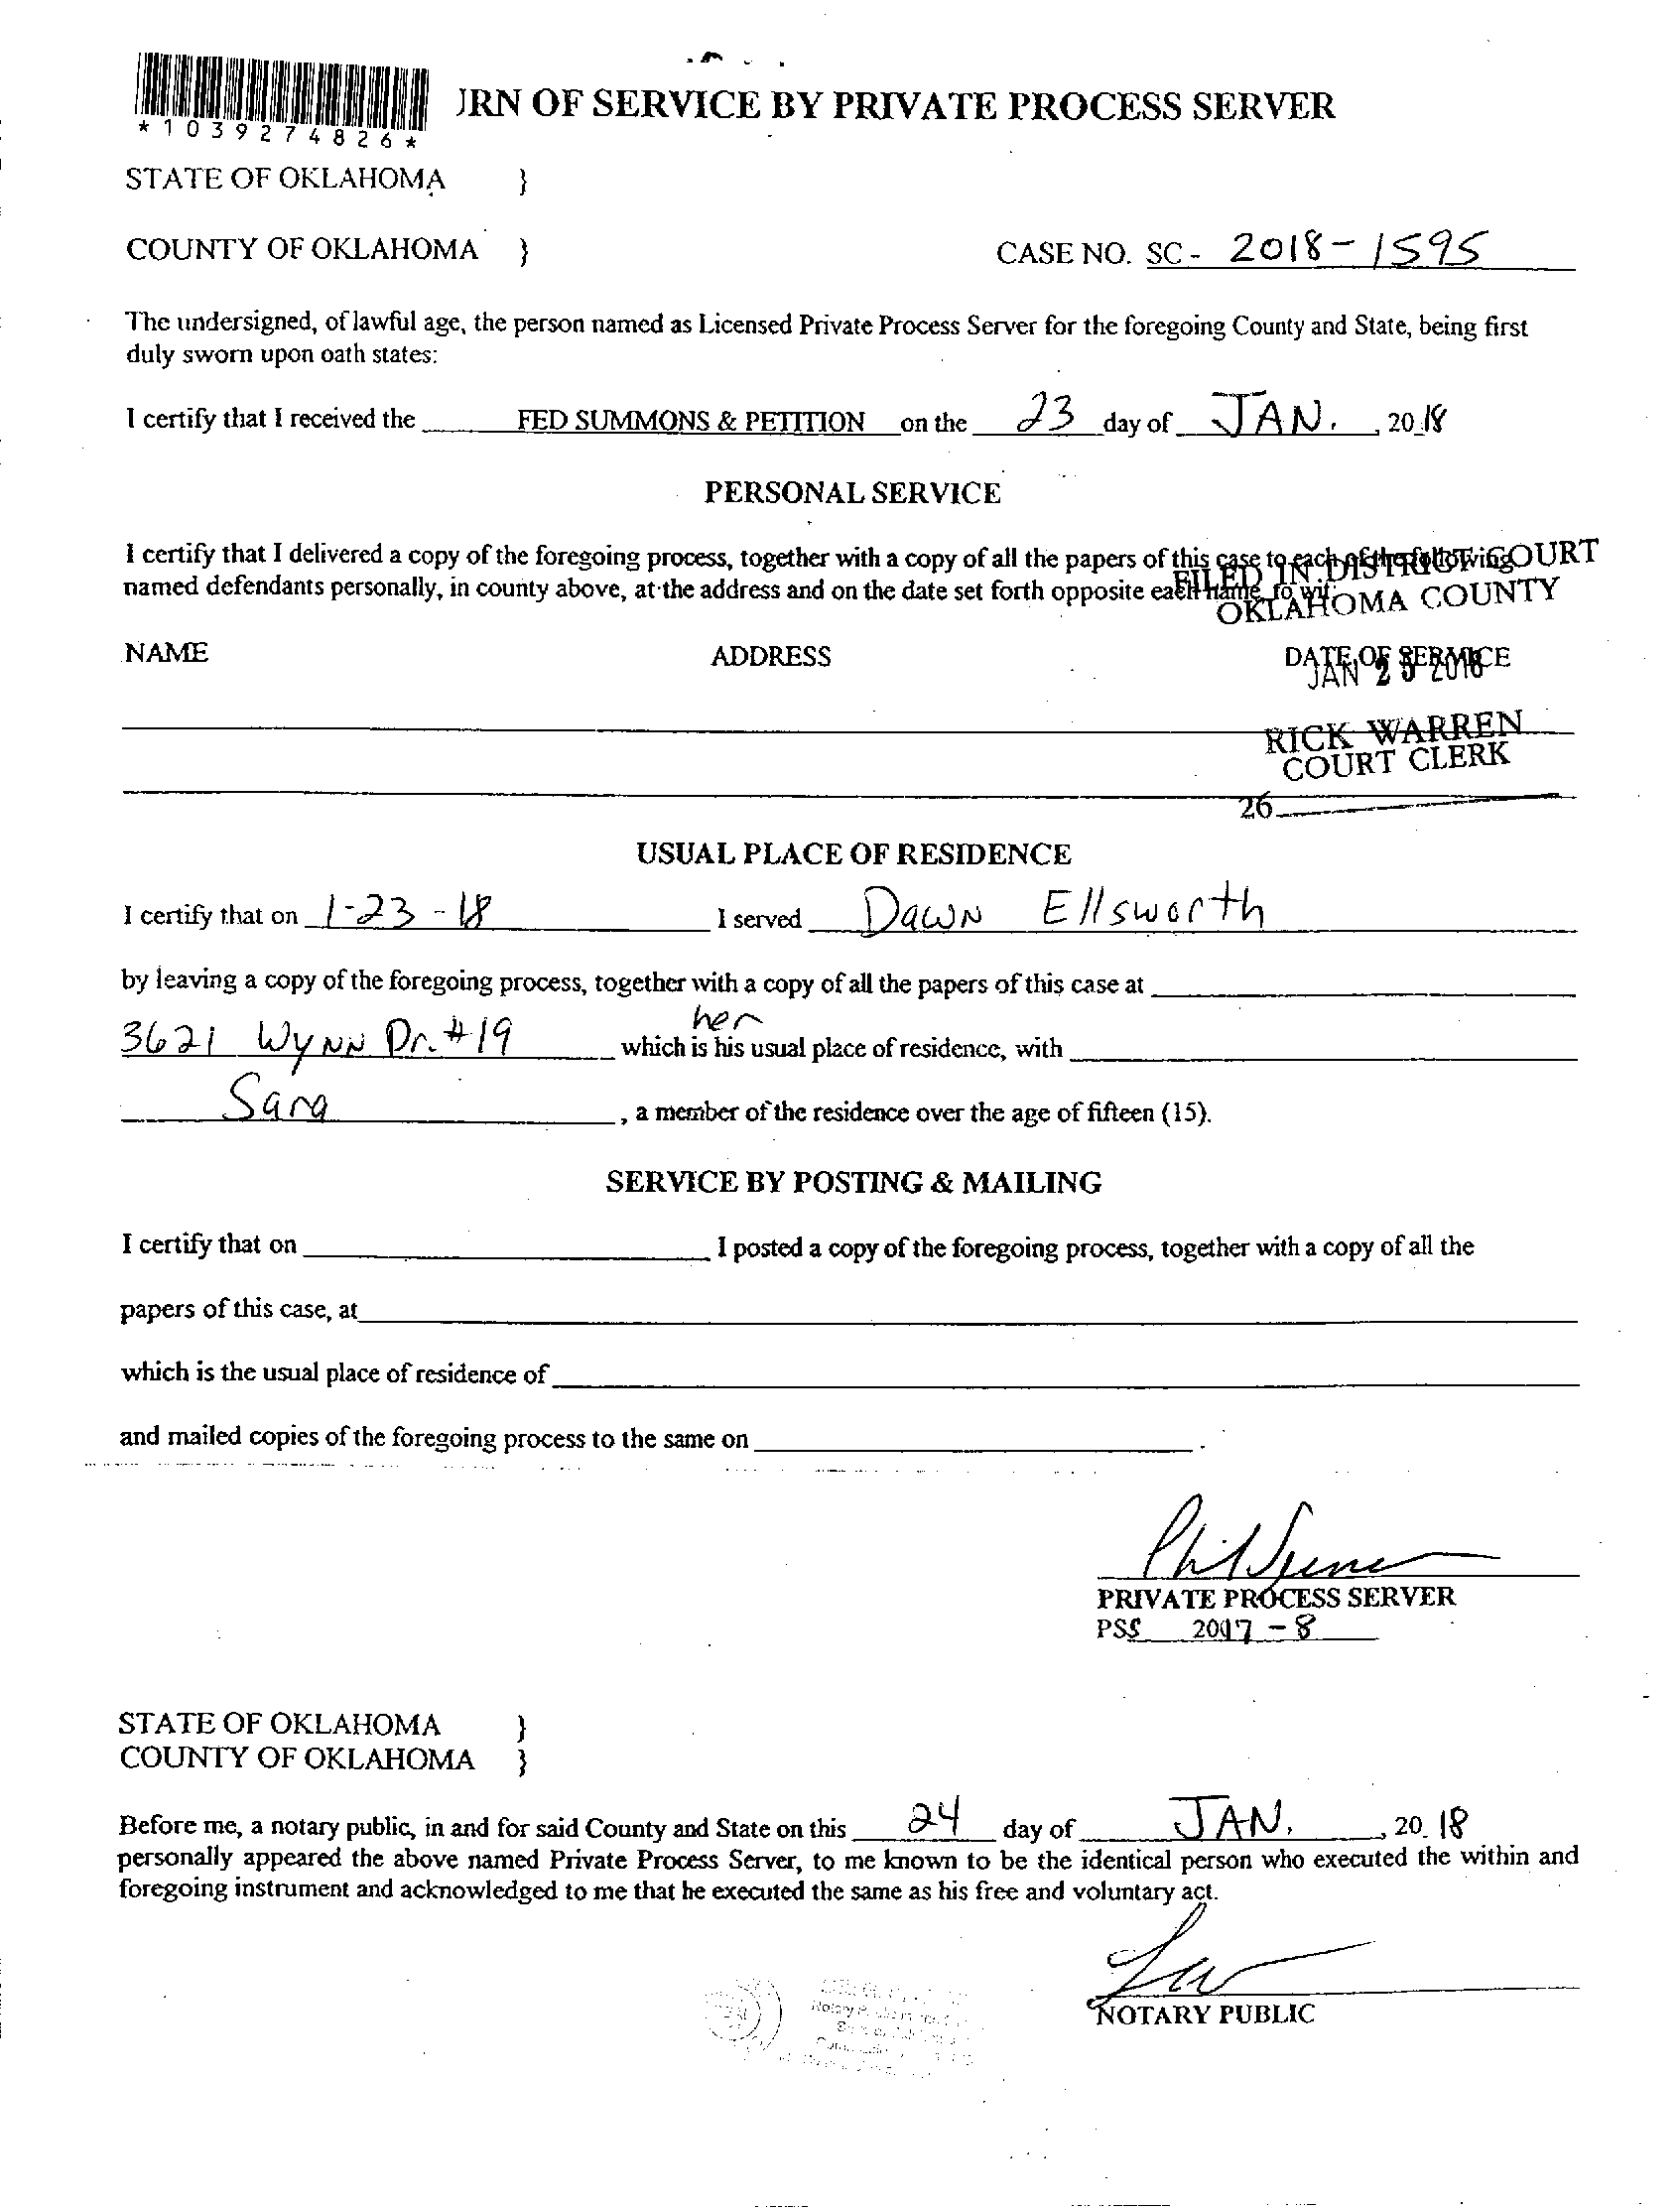 JRN OF SERVICE BY PRIVATE PROCESS SERVER
*1039274826*
STATE OF OKLAHOMA }
COUNTY OF OKLAHOMA } CASE NO. SC - 2018-1595
The undersigned, of lawful age, the person named as Licensed Private Process Server for the foregoing County and State, being first
duly sworn upon oath states:
I certify that I received the FED SUMMONS & PETITION on the 23 day of JAN. , 2018
PERSONAL SERVICE
I certify that I delivered a copy of the foregoing process, together with a copy of all the papers of this case to each of the following
named defendants personally, in county above, at the address and on the date set forth opposite each name, to wit:
FILED IN DISTRICT COURT
OKLAHOMA COUNTY
NAME ADDRESS DATE OF SERVICE
JAN 25 2018
RICK WARREN
COURT CLERK
26
USUAL PLACE OF RESIDENCE
I certify that on 1-23-18 I served Dawn Ellsworth
by leaving a copy of the foregoing process, together with a copy of all the papers of this case at
her
3621 Wynn Dr. #19 which is his usual place of residence, with
Sara , a member of the residence over the age of fifteen (15).
SERVICE BY POSTING & MAILING
I certify that on I posted a copy of the foregoing process, together with a copy of all the
papers of this case, at
which is the usual place of residence of
and mailed copies of the foregoing process to the same on .
PRIVATE PROCESS SERVER
PSS 2017-8
STATE OF OKLAHOMA }
COUNTY OF OKLAHOMA }
Before me, a notary public, in and for said County and State on this 24 day of JAN. , 20 18
personally appeared the above named Private Process Server, to me known to be the identical person who executed the within and
foregoing instrument and acknowledged to me that he executed the same as his free and voluntary act.
NOTARY PUBLIC